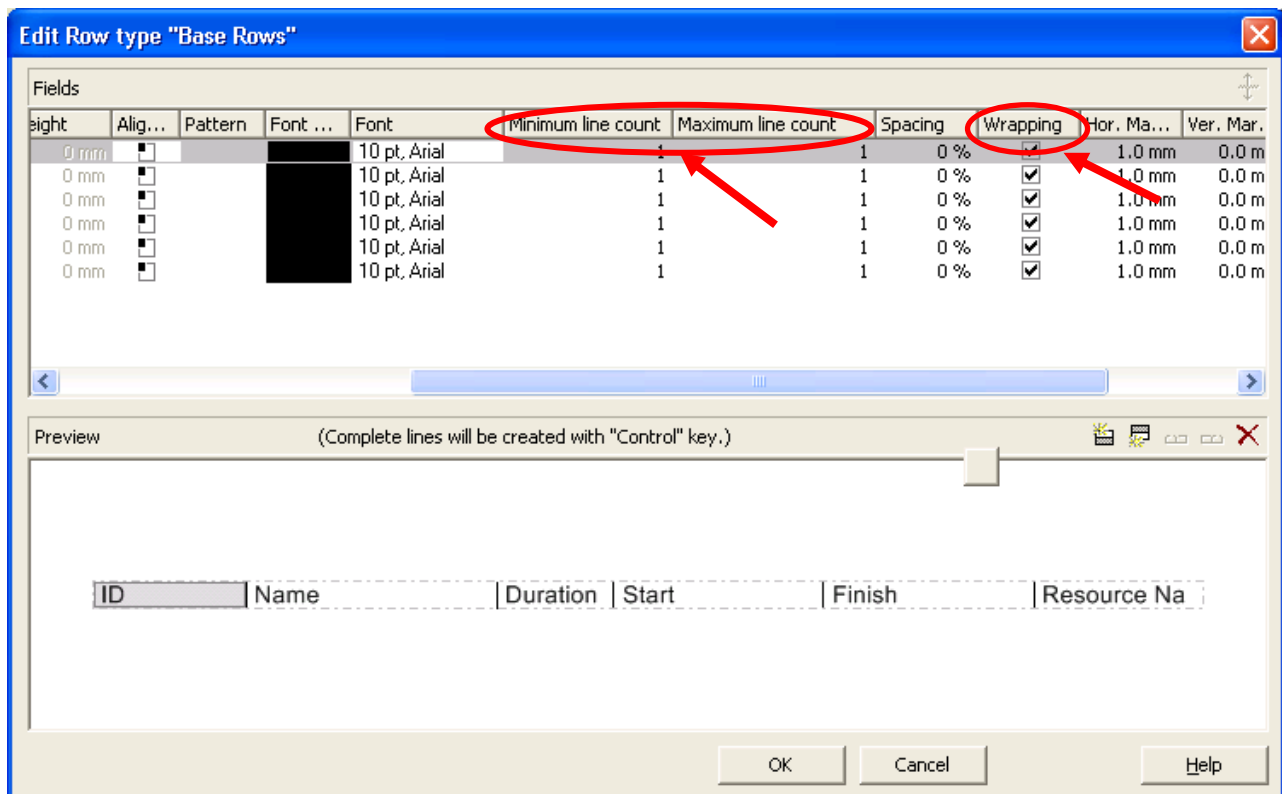 Edit Row type "Base Rows"
Fields
eight Alig... Pattern Font ... Font Minimum line count Maximum line count Spacing Wrapping Hor. Ma... Ver. Mar.
0 mm 10 pt, Arial 1 1 0 % 1.0 mm 0.0 m
0 mm 10 pt, Arial 1 1 0 % 1.0 mm 0.0 m
0 mm 10 pt, Arial 1 1 0 % 1.0 mm 0.0 m
0 mm 10 pt, Arial 1 1 0 % 1.0 mm 0.0 m
0 mm 10 pt, Arial 1 1 0 % 1.0 mm 0.0 m
0 mm 10 pt, Arial 1 1 0 % 1.0 mm 0.0 m
Preview (Complete lines will be created with "Control" key.)
ID Name Duration Start Finish Resource Na
OK Cancel Help